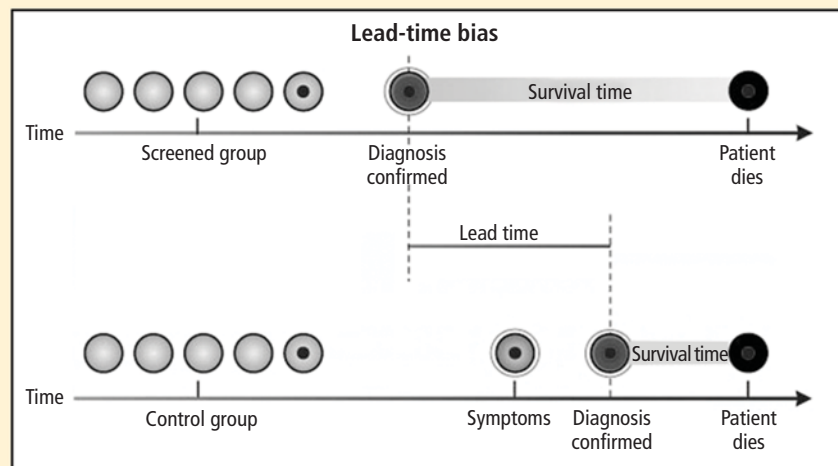 Lead-time bias
Survival time
Time
Screened group
Diagnosis
confirmed
Patient
dies
Lead time
Survival time
Time
Control group
Symptoms
Diagnosis
confirmed
Patient
dies